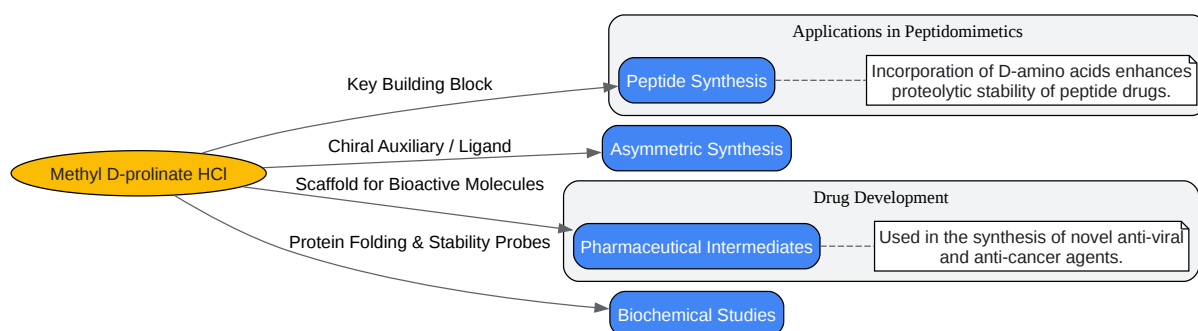 Applications in Peptidomimetics
Key Building Block
Peptide Synthesis
Incorporation of D-amino acids enhances
proteolytic stability of peptide drugs.
Methyl D-prolinate HCl
Chiral Auxiliary / Ligand
Asymmetric Synthesis
Scaffold for Bioactive Molecules
Drug Development
Pharmaceutical Intermediates
Used in the synthesis of novel anti-viral
and anti-cancer agents.
Protein Folding & Stability Probes
Biochemical Studies